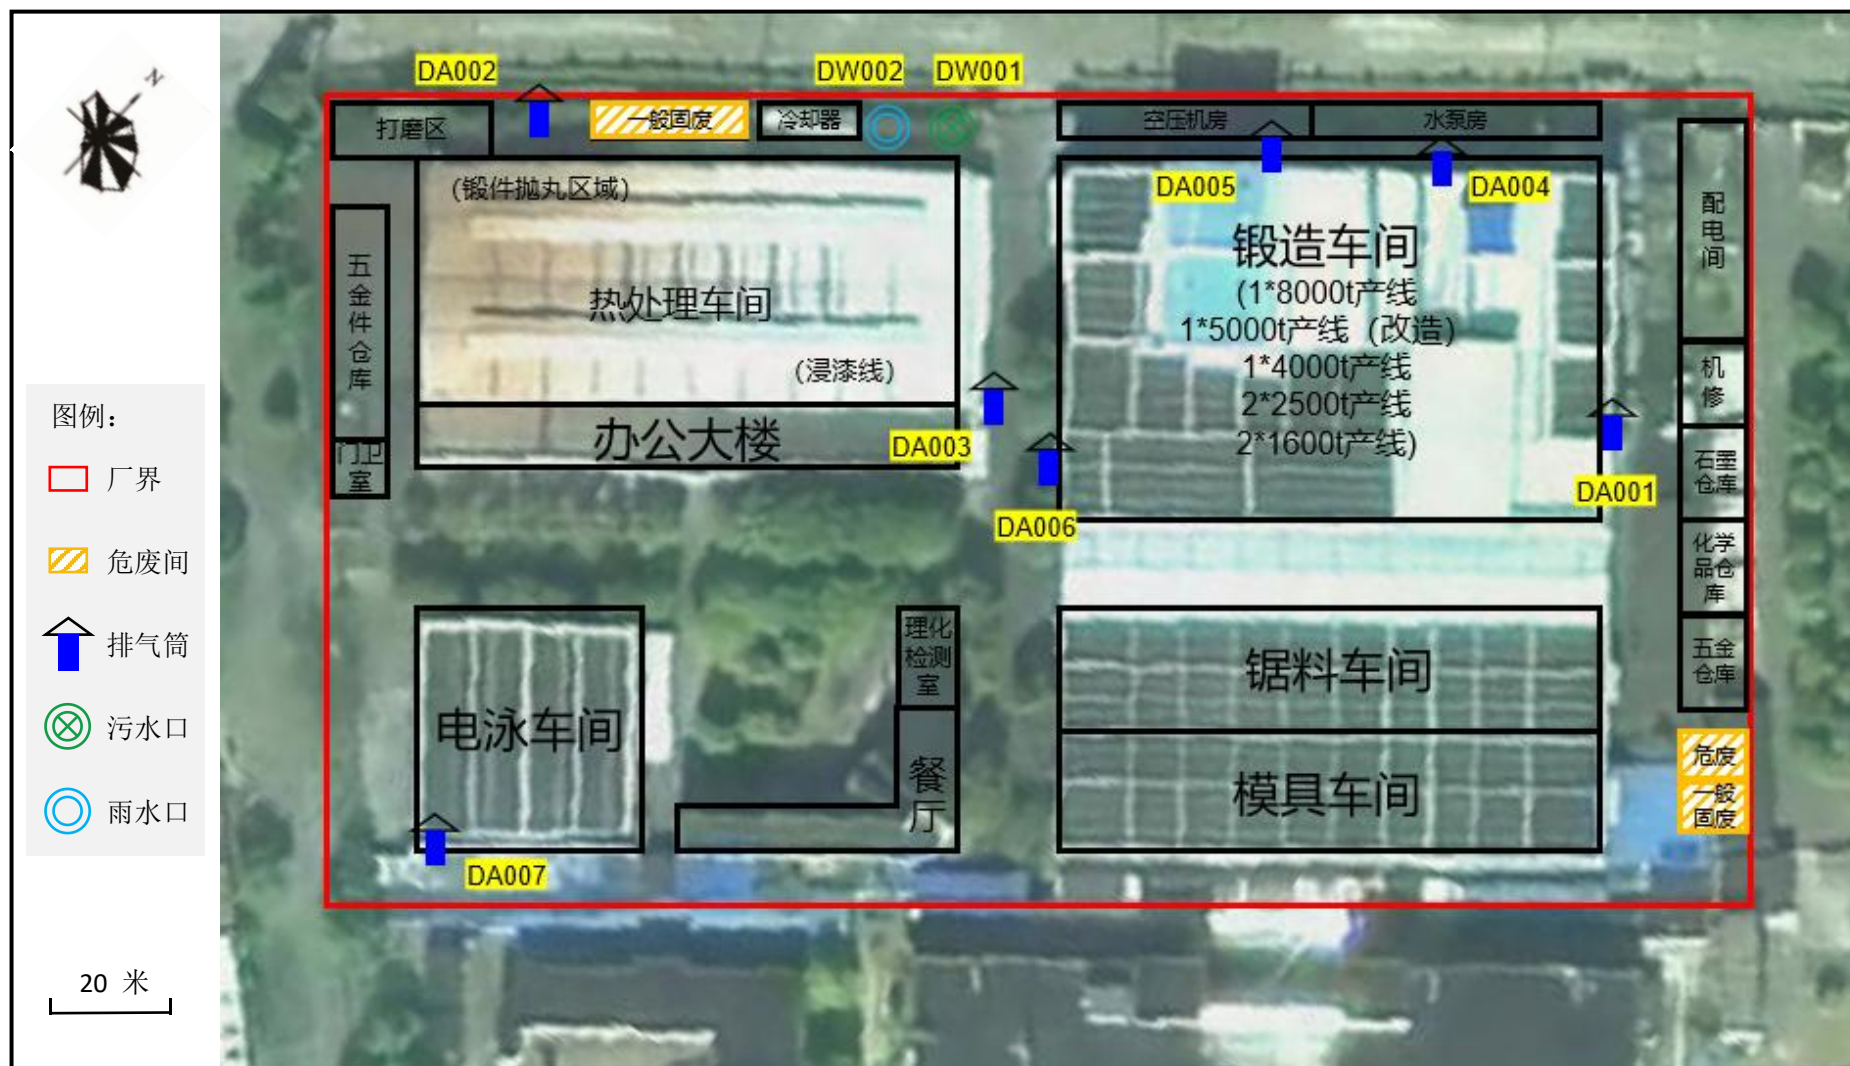 N
DA002
DW002
DW001
打磨区
一般固废
冷却器
空压机房
水泵房
(锻件抛丸区域)
DA005
DA004
配
电
间
锻造车间
(1*8000t产线
1*5000t产线（改造)
1*4000t产线
2*2500t产线
2*1600t产线)
五
金
件
仓
库
热处理车间
(浸漆线)
机
修
办公大楼
DA003
门卫
室
石墨
仓库
DA001
DA006
化学
品仓
库
理化
检测
室
锯料车间
五金
仓库
电泳车间
餐
厅
模具车间
危废
一般
固废
DA007
图例：
厂界
危废间
排气筒
污水口
雨水口
20 米